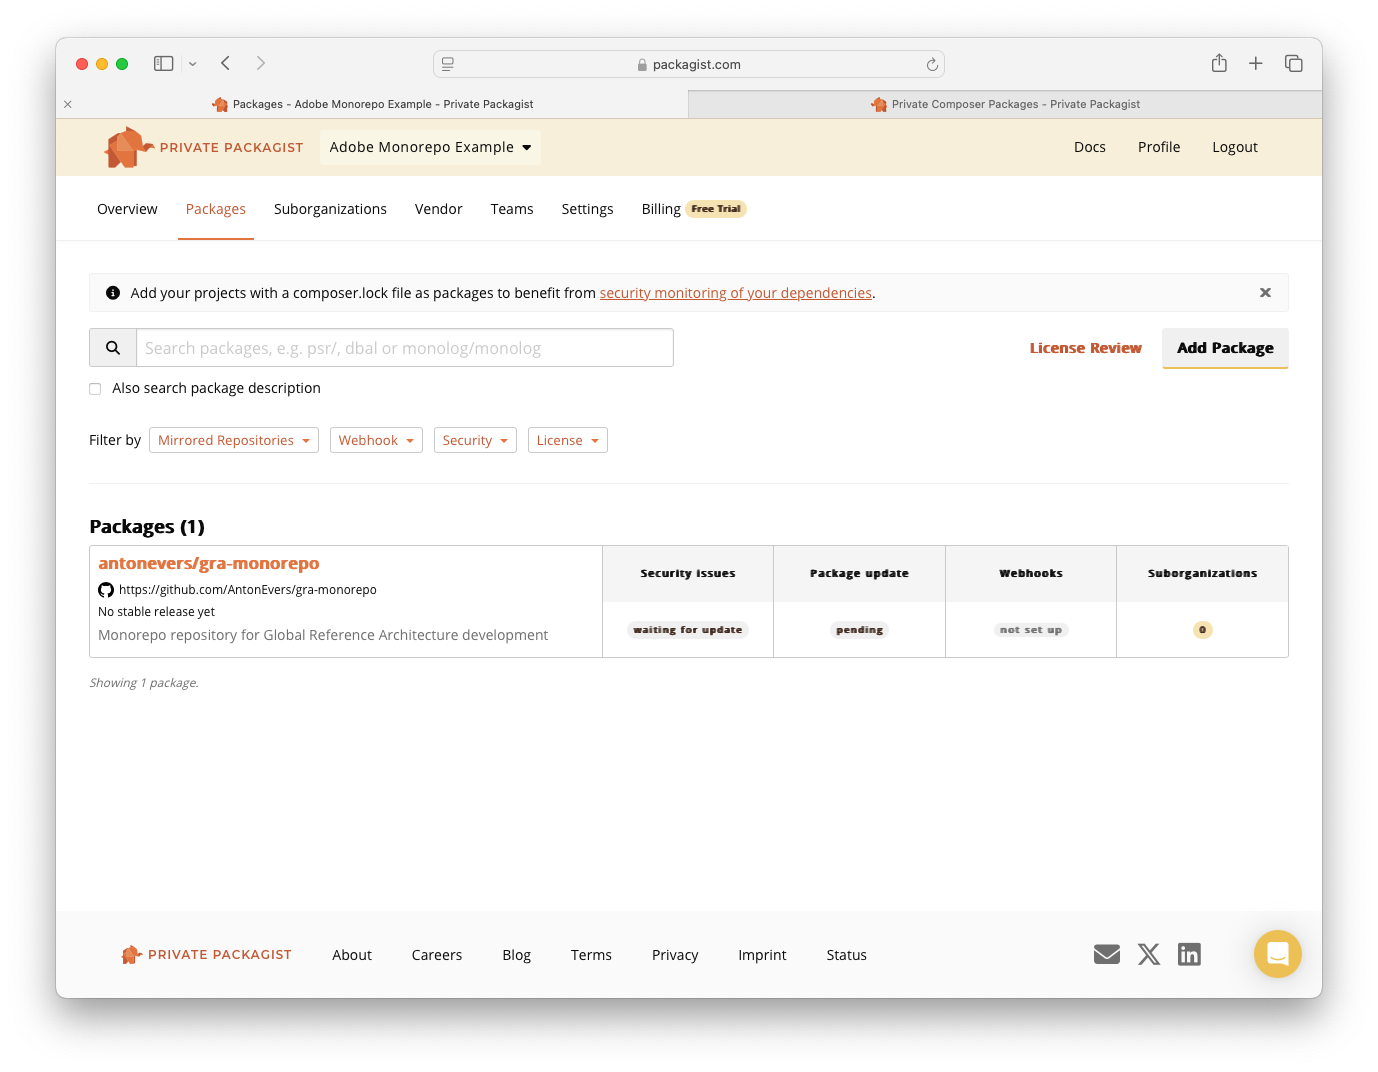 packagist.com
Packages - Adobe Monorepo Example - Private Packagist
Private Composer Packages - Private Packagist
PRIVATE PACKAGIST
Adobe Monorepo Example
Docs
Profile
Logout
Overview
Packages
Suborganizations
Vendor
Teams
Settings
Billing Free Trial
Add your projects with a composer.lock file as packages to benefit from security monitoring of your dependencies.
Search packages, e.g. psr/, dbal or monolog/monolog
License Review
Add Package
Also search package description
Filter by
Mirrored Repositories
Webhook
Security
License
Packages (1)
antonevers/gra-monorepo
https://github.com/AntonEvers/gra-monorepo
No stable release yet
Monorepo repository for Global Reference Architecture development
Security issues
Package update
Webhooks
Suborganizations
waiting for update
pending
not set up
0
Showing 1 package.
PRIVATE PACKAGIST
About
Careers
Blog
Terms
Privacy
Imprint
Status